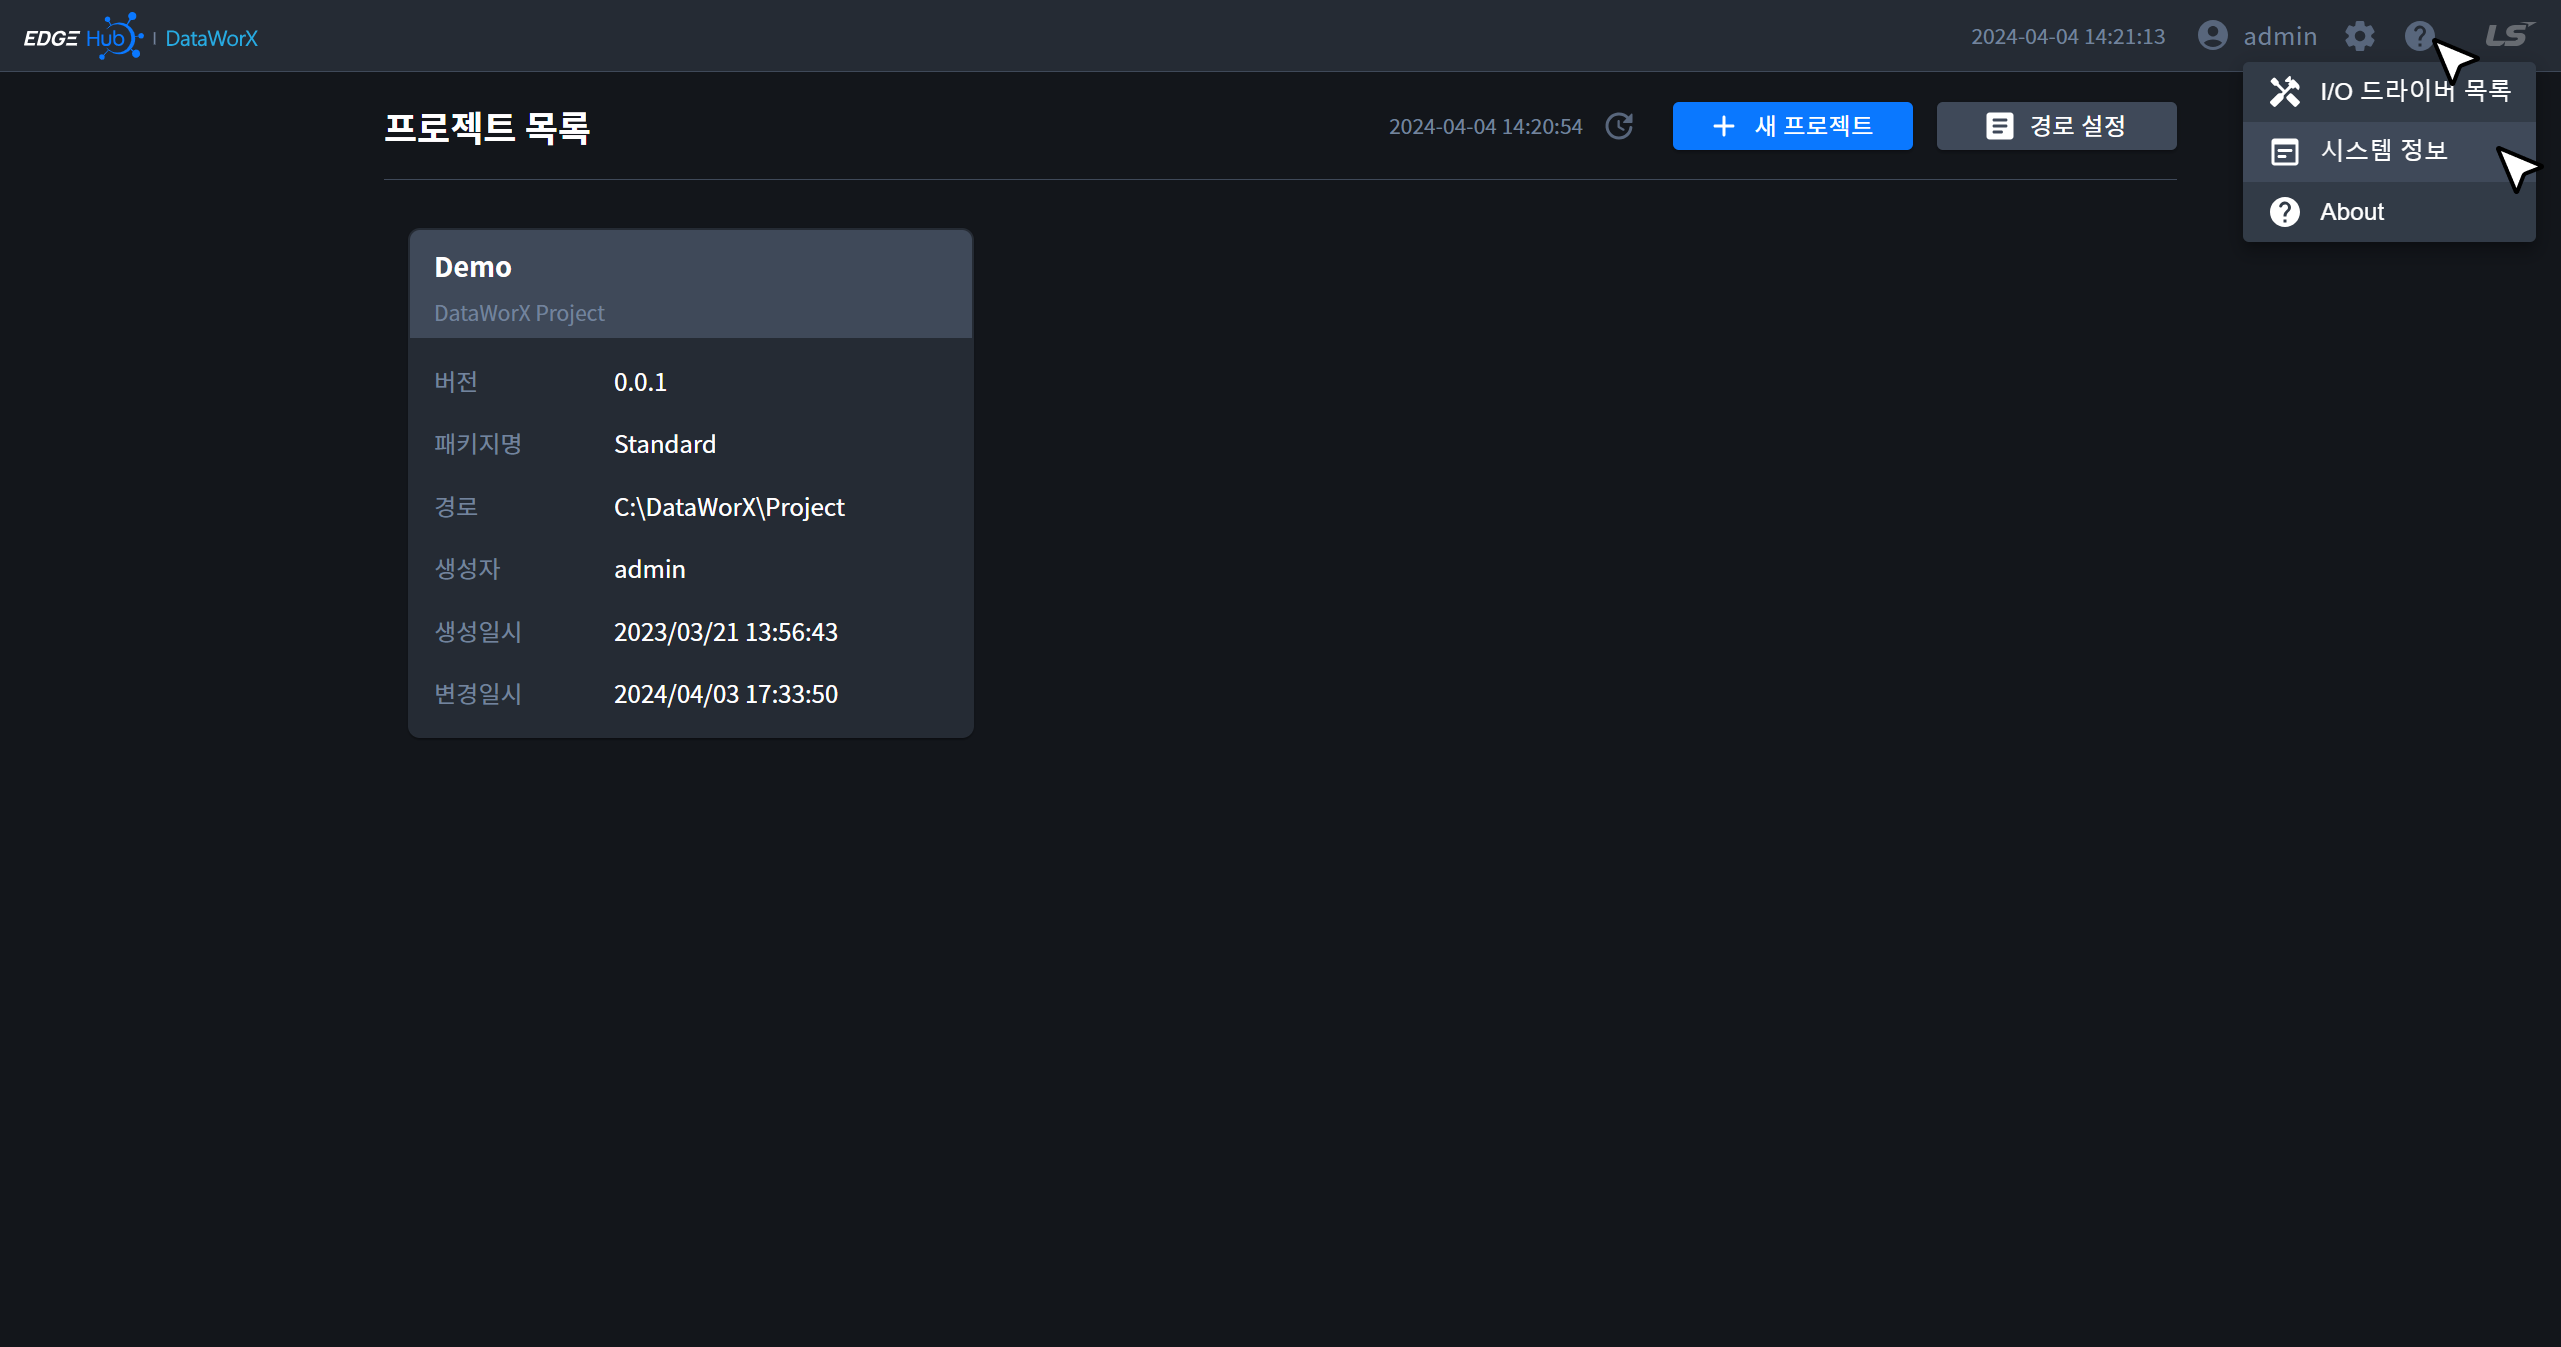 EDGE Hub | DataWorX
2024-04-04 14:21:13
admin
LS
I/O 드라이버 목록
시스템 정보
About
프로젝트 목록
2024-04-04 14:20:54
새 프로젝트
경로 설정
Demo
DataWorX Project
버전 0.0.1
패키지명 Standard
경로 C:\DataWorX\Project
생성자 admin
생성일시 2023/03/21 13:56:43
변경일시 2024/04/03 17:33:50